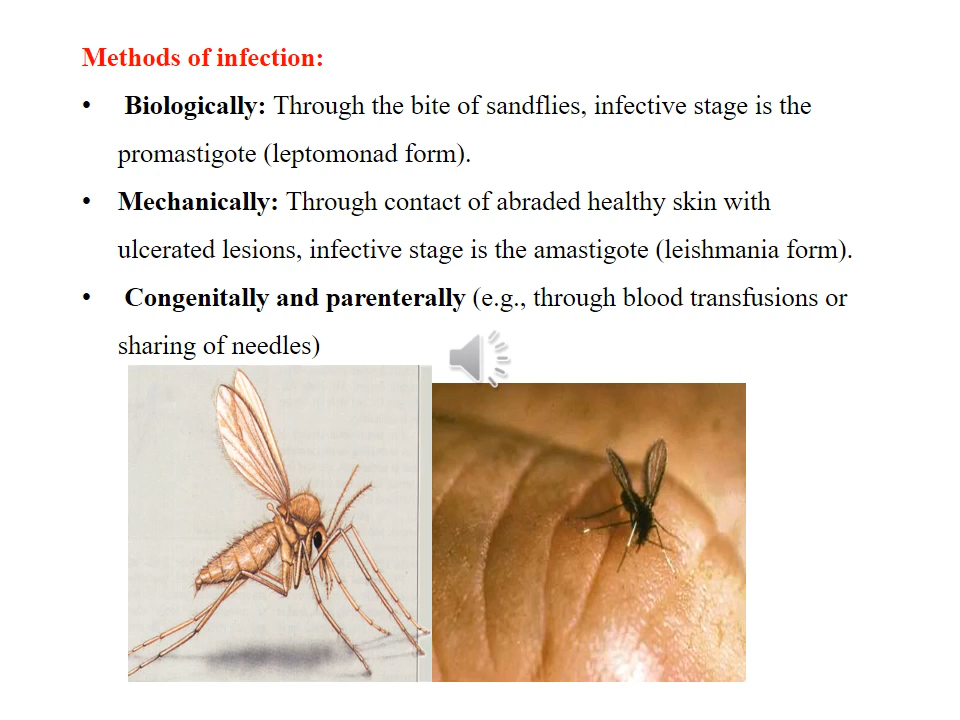 Methods of infection:
• Biologically: Through the bite of sandflies, infective stage is the
promastigote (leptomonad form).
• Mechanically: Through contact of abraded healthy skin with
ulcerated lesions, infective stage is the amastigote (leishmania form).
• Congenitally and parenterally (e.g., through blood transfusions or
sharing of needles)